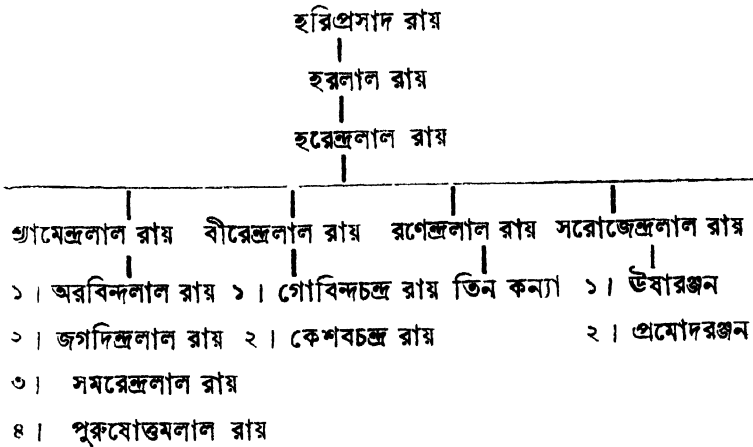 হরিপ্রসাদ রায়
হরলাল রায়
হরেন্দ্রলাল রায়
শ্যামেন্দ্রলাল রায় বীরেন্দ্রলাল রায় রণেন্দ্রলাল রায় সরোজেন্দ্রলাল রায়
১। অরবিন্দলাল রায় ১। গোবিন্দচন্দ্র রায় তিন কন্যা ১। ঊষারঞ্জন
২। জগদিন্দ্রলাল রায় ২। কেশবচন্দ্র রায় ২। প্রমোদরঞ্জন
৩। সমরেন্দ্রলাল রায়
৪। পুরুষোত্তমলাল রায়